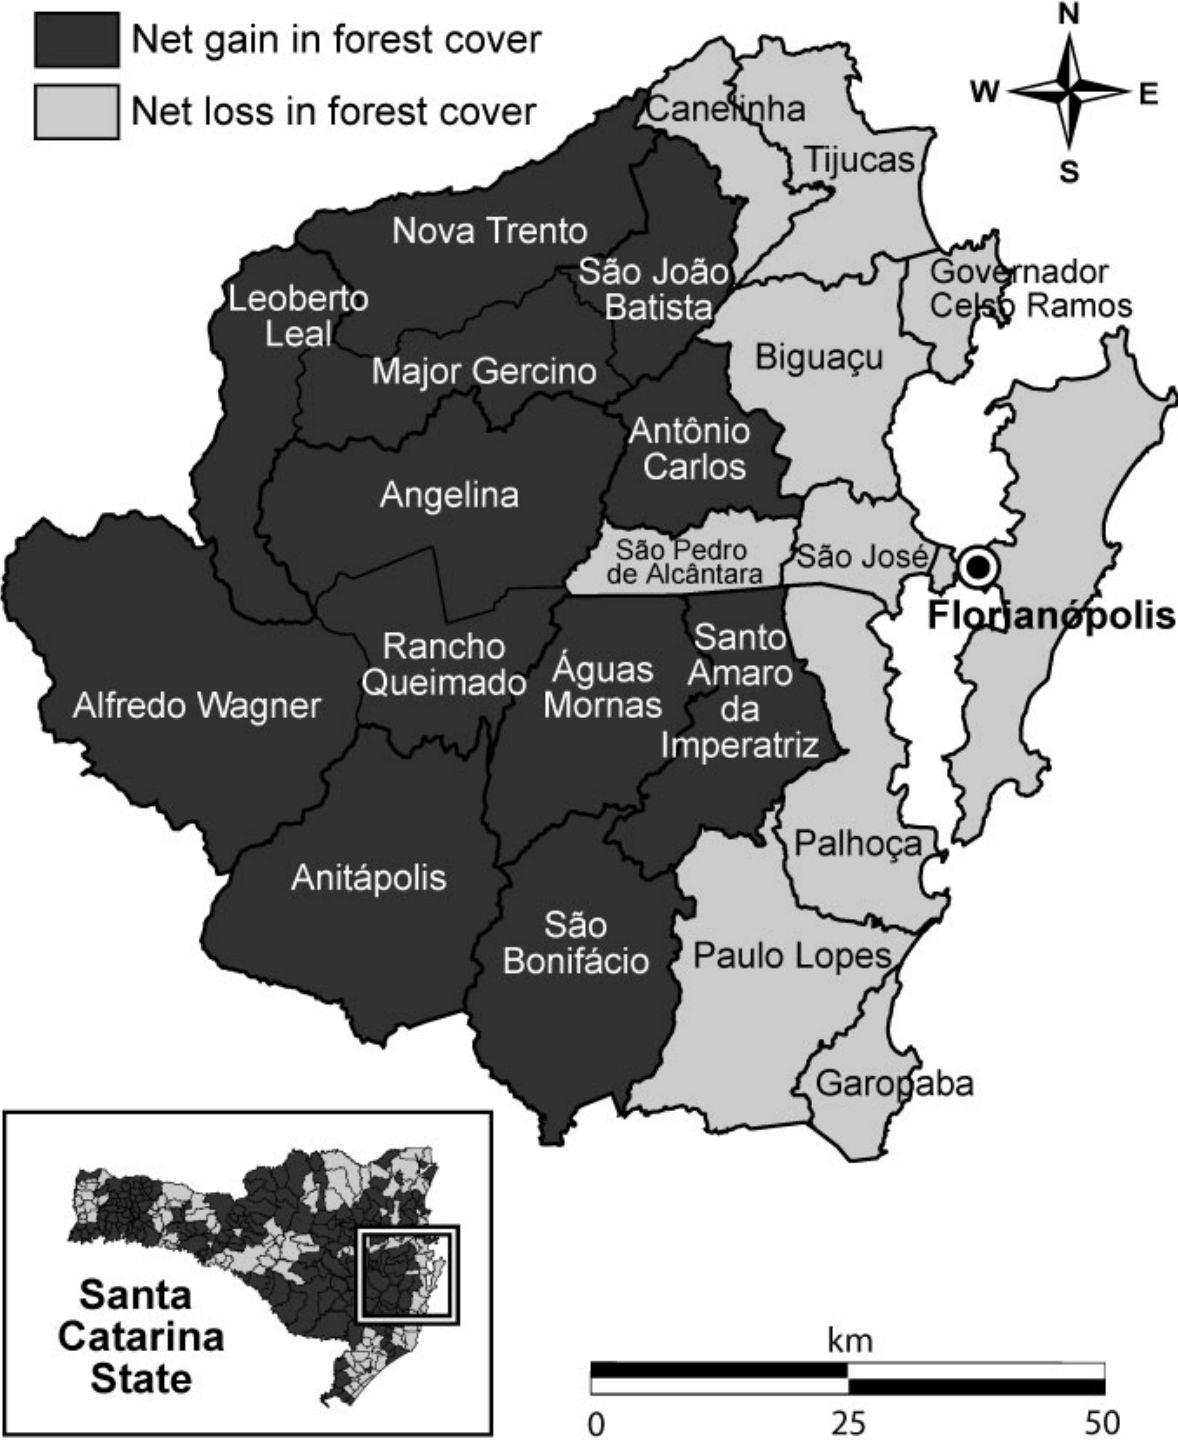 Net gain in forest cover
Net loss in forest cover
N
W
E
S
Canelinha
Tijucas
Nova Trento
São João
Batista
Governador
Celso Ramos
Leoberto
Leal
Major Gercino
Biguaçu
Antônio
Carlos
Angelina
São Pedro
de Alcântara
São José
Florianópolis
Rancho
Queimado
Águas
Mornas
Santo
Amaro
da
Imperatriz
Alfredo Wagner
Palhoça
Anitápolis
São
Bonifácio
Paulo Lopes
Garopaba
Santa
Catarina
State
km
0 25 50